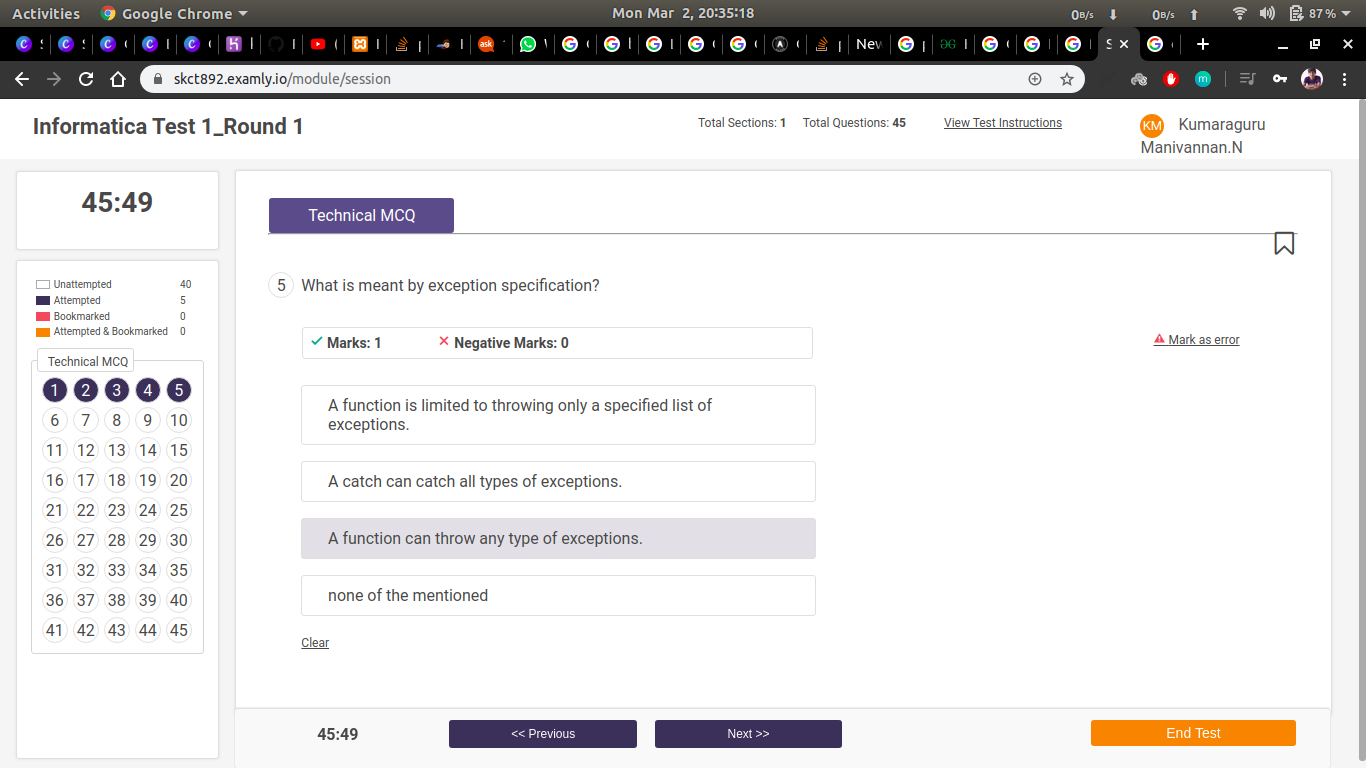 Activities Google Chrome Mon Mar 2, 20:35:18 0B/s 0B/s 87%
New
skct892.examly.io/module/session
Informatica Test 1_Round 1
Total Sections: 1 Total Questions: 45 View Test Instructions
KM Kumaraguru
Manivannan.N
45:49
Technical MCQ
Unattempted 40
Attempted 5
Bookmarked 0
Attempted & Bookmarked 0
Technical MCQ
1 2 3 4 5
6 7 8 9 10
11 12 13 14 15
16 17 18 19 20
21 22 23 24 25
26 27 28 29 30
31 32 33 34 35
36 37 38 39 40
41 42 43 44 45
5 What is meant by exception specification?
Marks: 1 Negative Marks: 0
Mark as error
A function is limited to throwing only a specified list of
exceptions.
A catch can catch all types of exceptions.
A function can throw any type of exceptions.
none of the mentioned
Clear
45:49 << Previous Next >> End Test